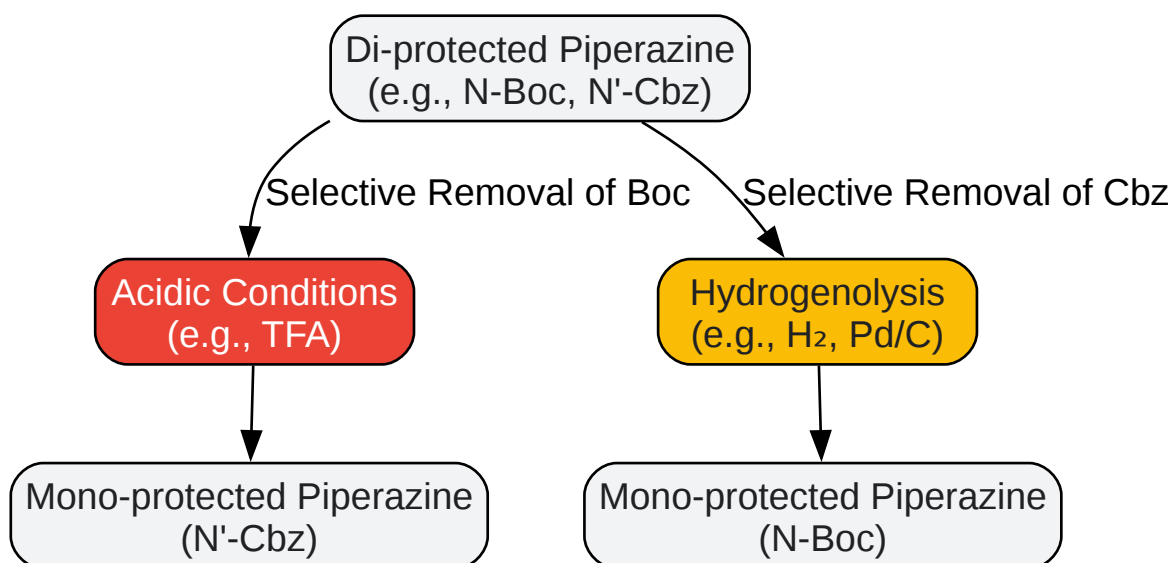 Di-protected Piperazine
(e.g., N-Boc, N'-Cbz)
Selective Removal of Boc
Selective Removal of Cbz
Acidic Conditions
(e.g., TFA)
Hydrogenolysis
(e.g., H₂, Pd/C)
Mono-protected Piperazine
(N'-Cbz)
Mono-protected Piperazine
(N-Boc)